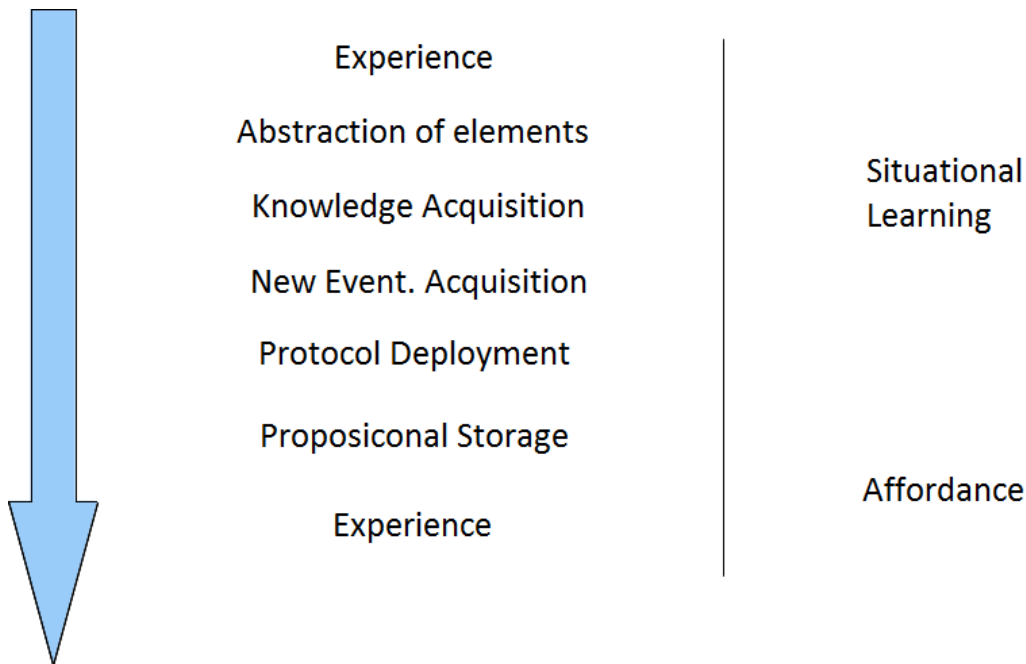 Experience
Abstraction of elements
Knowledge Acquisition
New Event. Acquisition
Protocol Deployment
Proposiconal Storage
Experience
Situational
Learning
Affordance